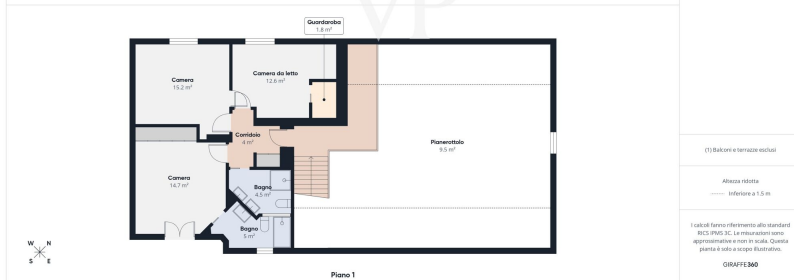 VP
Guardaroba
1.8 m²
Camera
15.2 m²
Camera da letto
12.6 m²
Corridoio
4 m²
Pianerottolo
9.5 m²
Camera
14.7 m²
Bagno
4.5 m²
Bagno
5 m²
N
W
S
E
Piano 1
(1) Balconi e terrazze esclusi
Altezza ridotta
Inferiore a 1.5 m
I calcoli fanno riferimento allo standard
RICS IPMS 3C. Le misurazioni sono
approssimative e non in scala. Questa
pianta è solo a scopo illustrativo.
GIRAFFE360